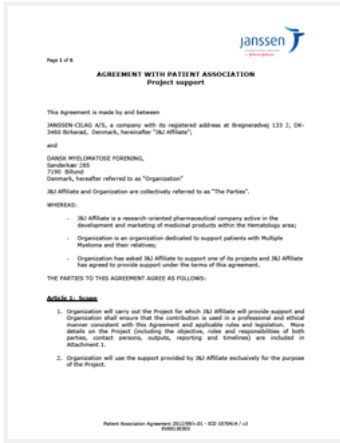 janssen
Page 1 of 6
AGREEMENT WITH PATIENT ASSOCIATION
Project support
This Agreement is made by and between
JANSSEN-CILAG A/S, a company with its registered address at Bregnerødvej 133 2, DK-
3460 Birkerød, Denmark, hereinafter "J&J Affiliate";
and
DANSK MYELOMATOSE FORENING,
Sønderkær 285
7190 Billund
Denmark, hereafter referred to as "Organization"
J&J Affiliate and Organization are collectively referred to as "The Parties".
WHEREAS:
- J&J Affiliate is a research-oriented pharmaceutical company active in the
development and marketing of medicinal products within the Hematology area;
- Organization is an organization dedicated to support patients with Multiple
Myeloma and their relatives;
- Organization has asked J&J Affiliate to support one of its projects and J&J Affiliate
has agreed to provide support under the terms of this agreement.
THE PARTIES TO THIS AGREEMENT AGREE AS FOLLOWS:
Article 1: Scope
1. Organization will carry out the Project for which J&J Affiliate will provide support and
Organization shall ensure that the contribution is used in a professional and ethical
manner consistent with this Agreement and applicable rules and legislation. More
details on the Project (including the objective, roles and responsibilities of both
parties, contact persons, outputs, reporting and timelines) are included in
Attachment 1.
2. Organization will use the support provided by J&J Affiliate exclusively for the purpose
of the Project.
Patient Association Agreement